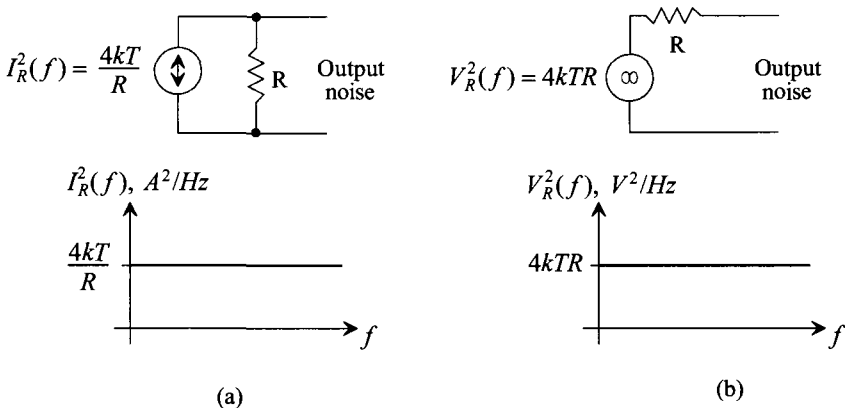 I_R^2(f) = 4kT/R
R
Output
noise
I_R^2(f), A^2/Hz
4kT/R
f
(a)
V_R^2(f) = 4kTR
∞
R
Output
noise
V_R^2(f), V^2/Hz
4kTR
f
(b)